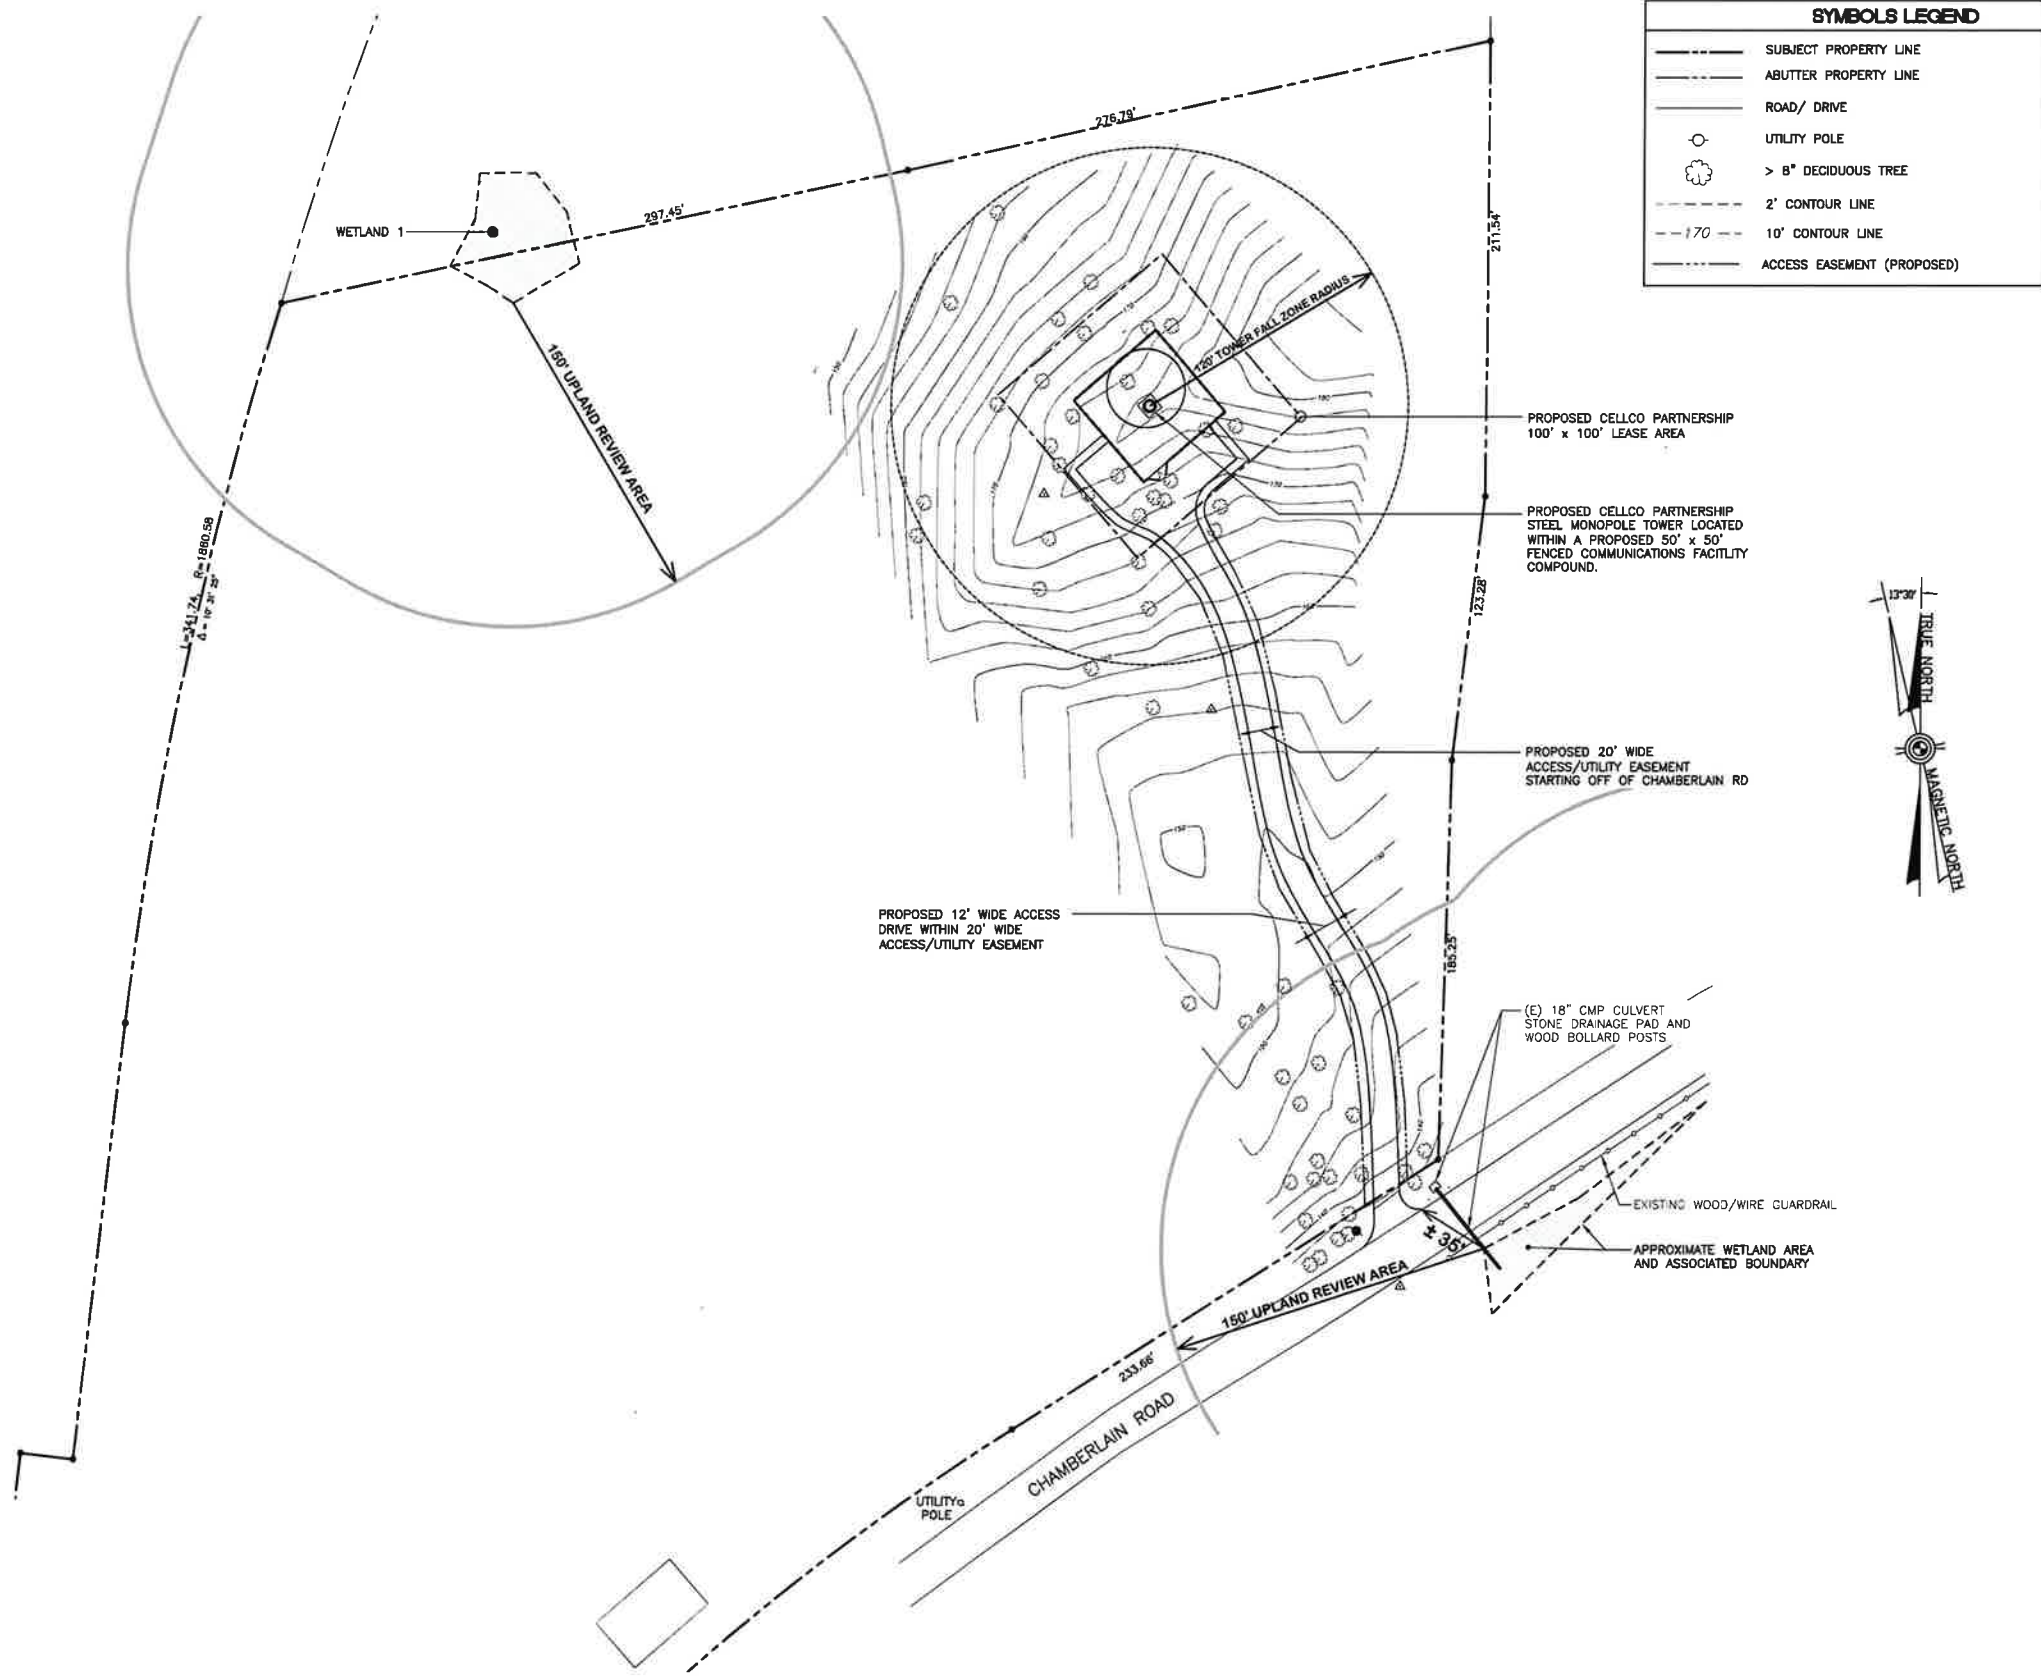 SYMBOLS LEGEND
SUBJECT PROPERTY LINE
ABUTTER PROPERTY LINE
ROAD/ DRIVE
UTILITY POLE
> 8" DECIDUOUS TREE
2' CONTOUR LINE
170
10' CONTOUR LINE
ACCESS EASEMENT (PROPOSED)
276.79'
297.45'
211.54'
WETLAND 1
150' UPLAND REVIEW AREA
120' TOWER FALL ZONE RADIUS
PROPOSED CELLCO PARTNERSHIP
100' x 100' LEASE AREA
PROPOSED CELLCO PARTNERSHIP
STEEL MONOPOLE TOWER LOCATED
WITHIN A PROPOSED 50' x 50'
FENCED COMMUNICATIONS FACITLITY
COMPOUND.
L=341.74, R=1860.58
Δ = 10° 31' 25"
123.28'
13°30'
TRUE NORTH
MAGNETIC NORTH
PROPOSED 20' WIDE
ACCESS/UTILITY EASEMENT
STARTING OFF OF CHAMBERLAIN RD
PROPOSED 12' WIDE ACCESS
DRIVE WITHIN 20' WIDE
ACCESS/UTILITY EASEMENT
185.25'
(E) 18" CMP CULVERT
STONE DRAINAGE PAD AND
WOOD BOLLARD POSTS
EXISTING WOOD/WIRE GUARDRAIL
± 35'
APPROXIMATE WETLAND AREA
AND ASSOCIATED BOUNDARY
150' UPLAND REVIEW AREA
233.66'
CHAMBERLAIN ROAD
UTILITY
POLE